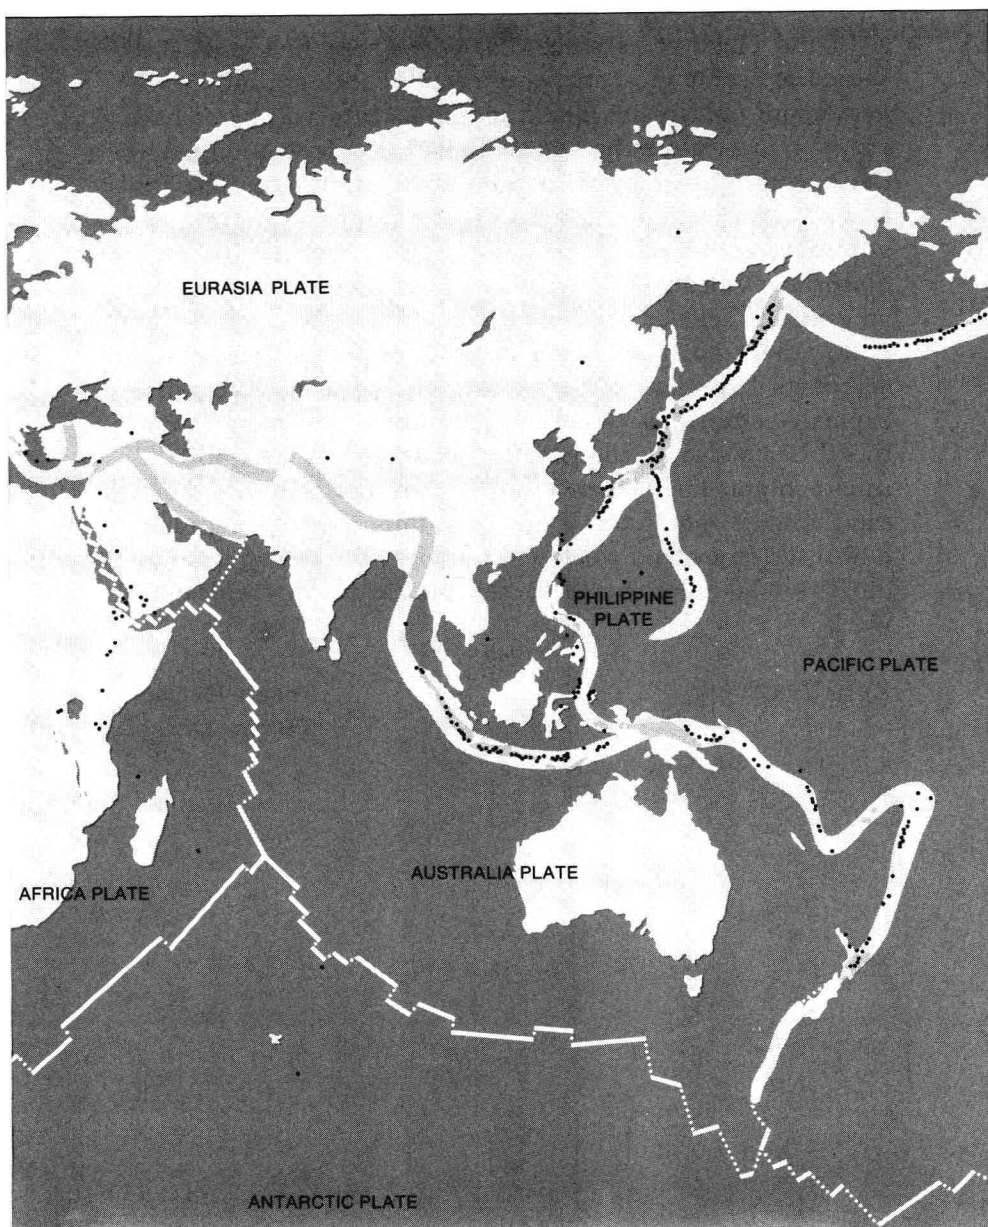 EURASIA PLATE
PHILIPPINE
PLATE
PACIFIC PLATE
AUSTRALIA PLATE
AFRICA PLATE
ANTARCTIC PLATE